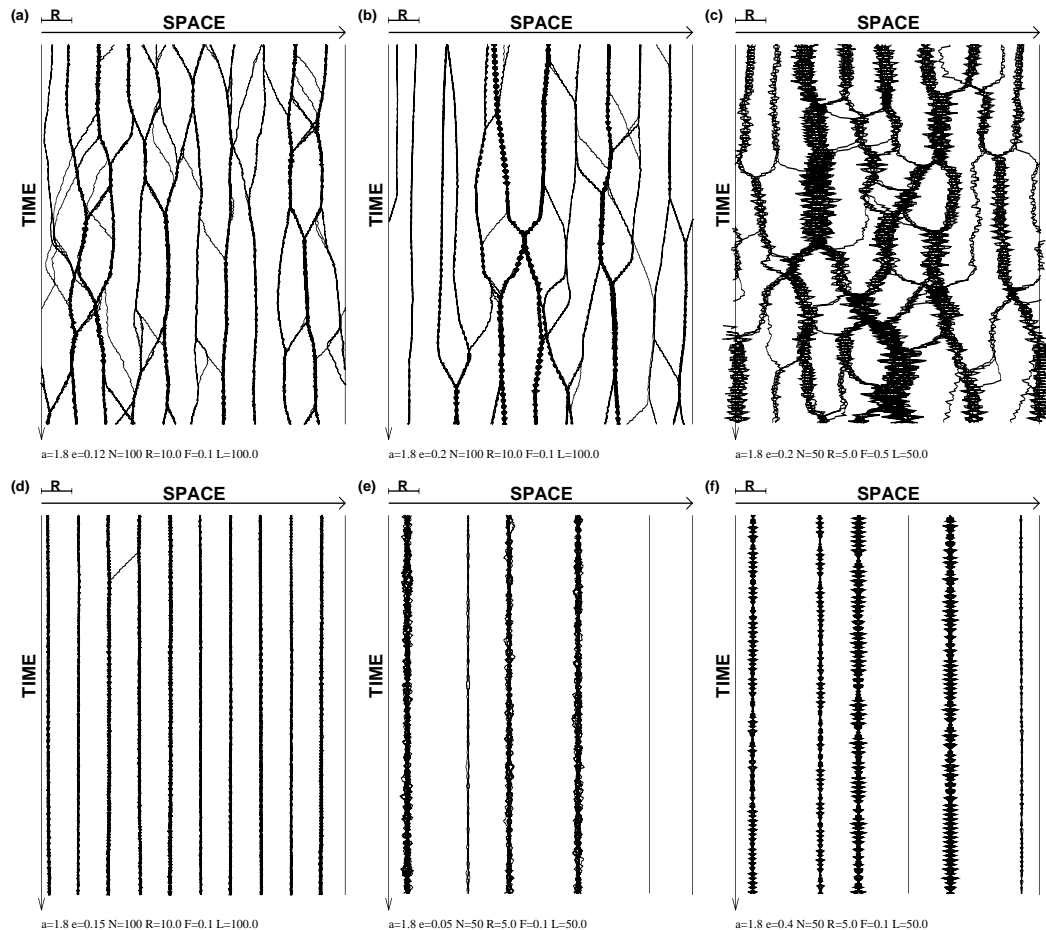 (a) R SPACE
TIME
a=1.8 e=0.12 N=100 R=10.0 F=0.1 L=100.0
(b) R SPACE
TIME
a=1.8 e=0.2 N=100 R=10.0 F=0.1 L=100.0
(c) R SPACE
TIME
a=1.8 e=0.2 N=50 R=5.0 F=0.5 L=50.0
(d) R SPACE
TIME
a=1.8 e=0.15 N=100 R=10.0 F=0.1 L=100.0
(e) R SPACE
TIME
a=1.8 e=0.05 N=50 R=5.0 F=0.1 L=50.0
(f) R SPACE
TIME
a=1.8 e=0.4 N=50 R=5.0 F=0.1 L=50.0